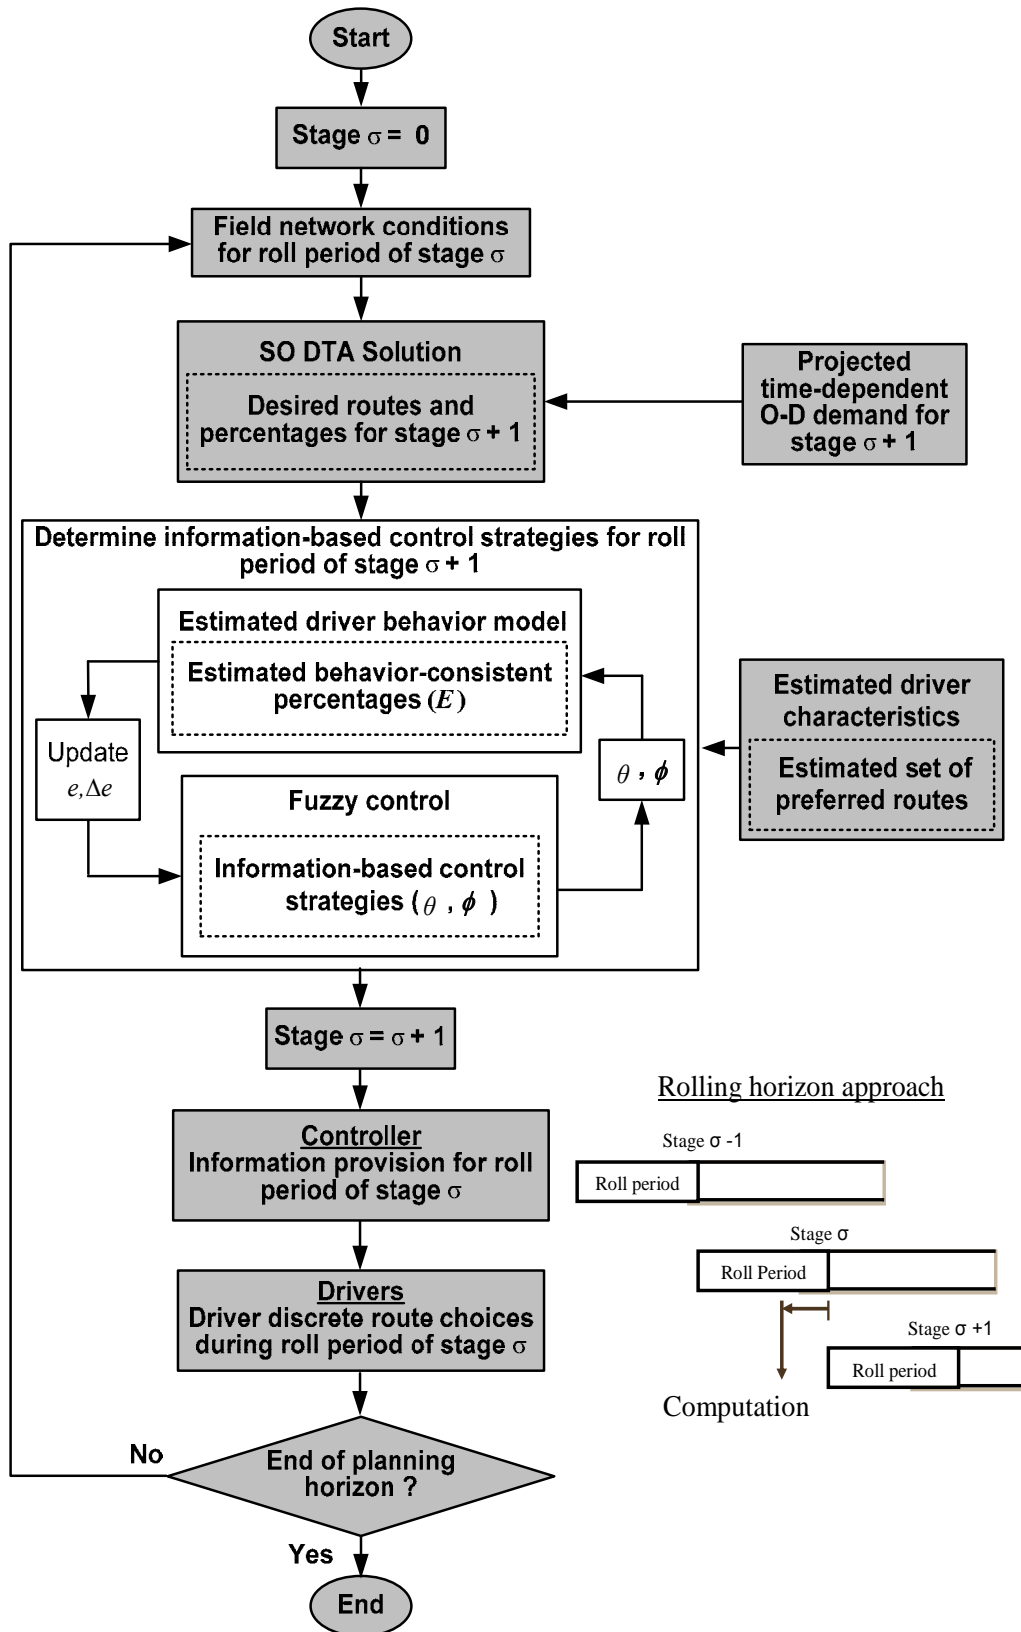 Start
Stage σ = 0
Field network conditions
for roll period of stage σ
SO DTA Solution
Desired routes and
percentages for stage σ + 1
Projected
time-dependent
O-D demand for
stage σ + 1
Determine information-based control strategies for roll
period of stage σ + 1
Estimated driver behavior model
Estimated behavior-consistent
percentages (E)
Update
e,Δe
θ , ϕ
Estimated driver
characteristics
Estimated set of
preferred routes
Fuzzy control
Information-based control
strategies ( θ , ϕ )
Stage σ = σ + 1
Controller
Information provision for roll
period of stage σ
Drivers
Driver discrete route choices
during roll period of stage σ
No
End of planning
horizon ?
Yes
End
Rolling horizon approach
Stage σ -1
Roll period
Stage σ
Roll Period
Stage σ +1
Roll period
Computation